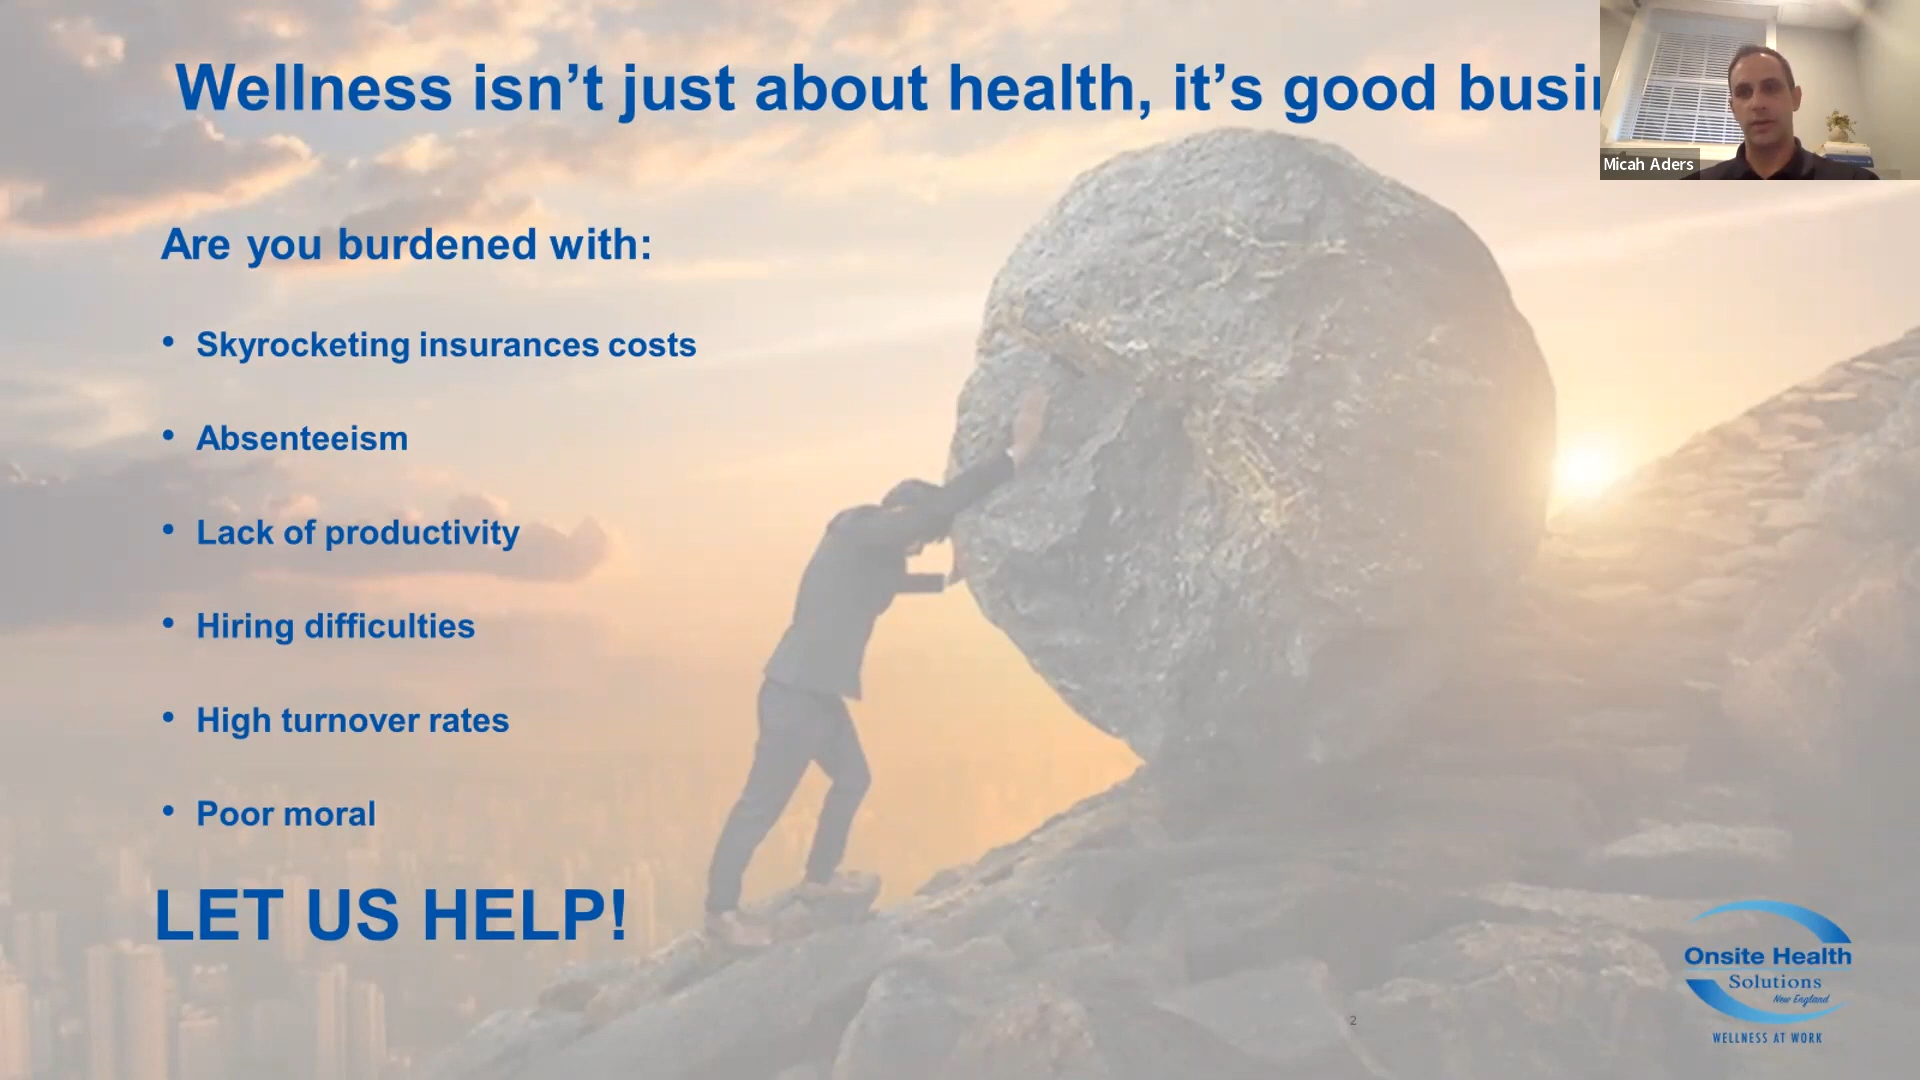 Wellness isn't just about health, it's good
Micah Aders
Are you burdened with:
• Skyrocketing insurances costs
• Absenteeism
• Lack of productivity
• Hiring difficulties
• High turnover rates
• Poor moral
LET US HELP!
Onsite Health
Solutions
New England
WELLNESS AT WORK
2